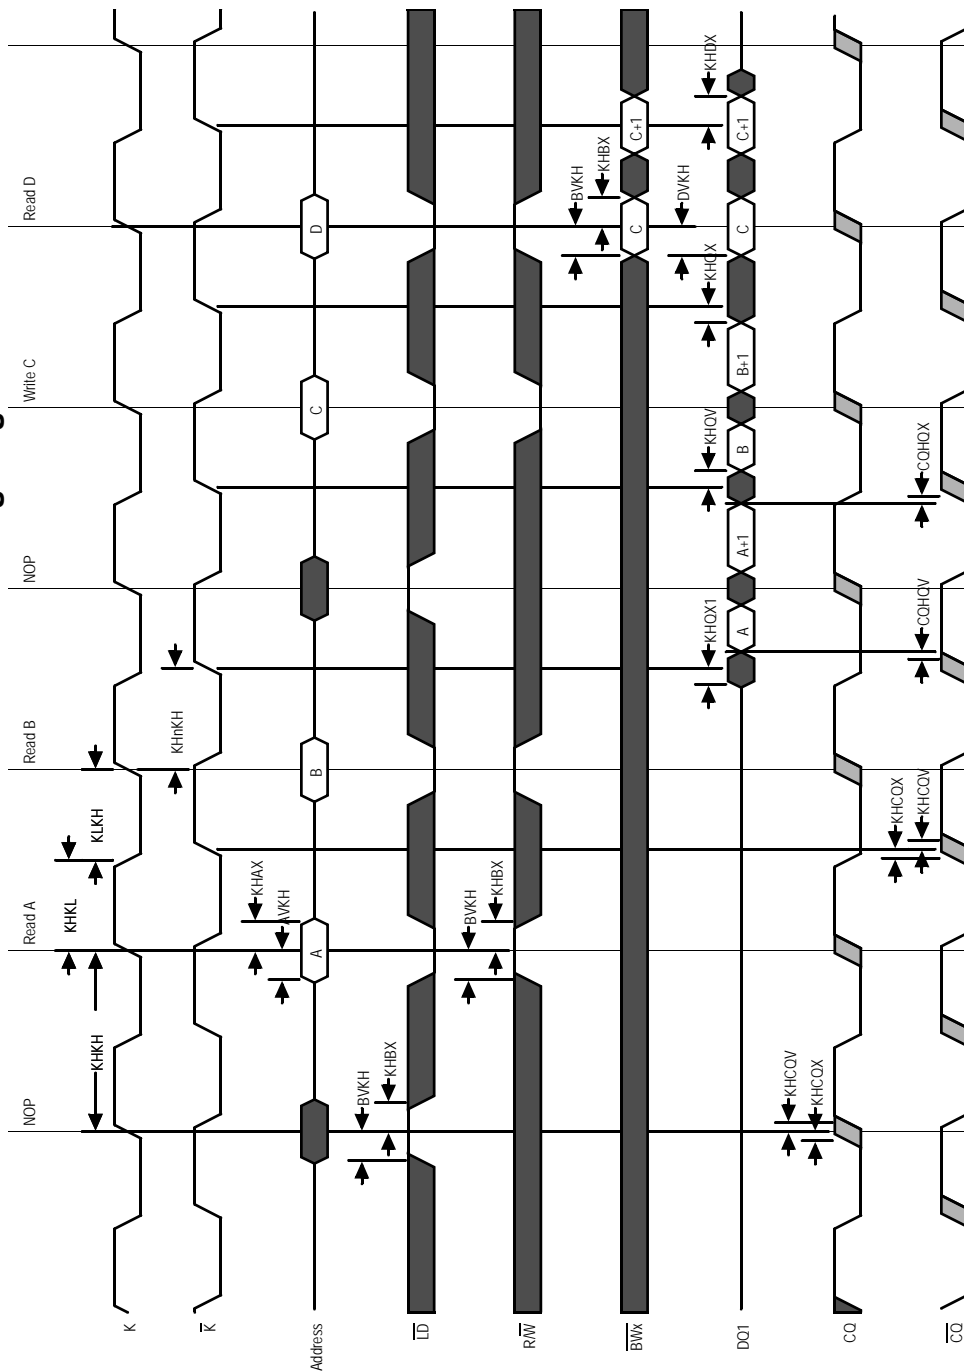 NOP
Read A
Read B
NOP
Write C
Read D
K
KHKH
KHKL
KLKH
K
KHnKH
Address
A
B
C
D
AVKH
KHAX
LD
BVKH
KHBX
R/W
BVKH
KHBX
BWx
C
C+1
BVKH
KHBX
DQ1
A
A+1
B
B+1
C
C+1
KHQX1
KHQV
KHQX
DVKH
KHDX
CQ
KHCQV
KHCQX
CQ
KHCQX
KHCQV
CQHQV
CQHQX